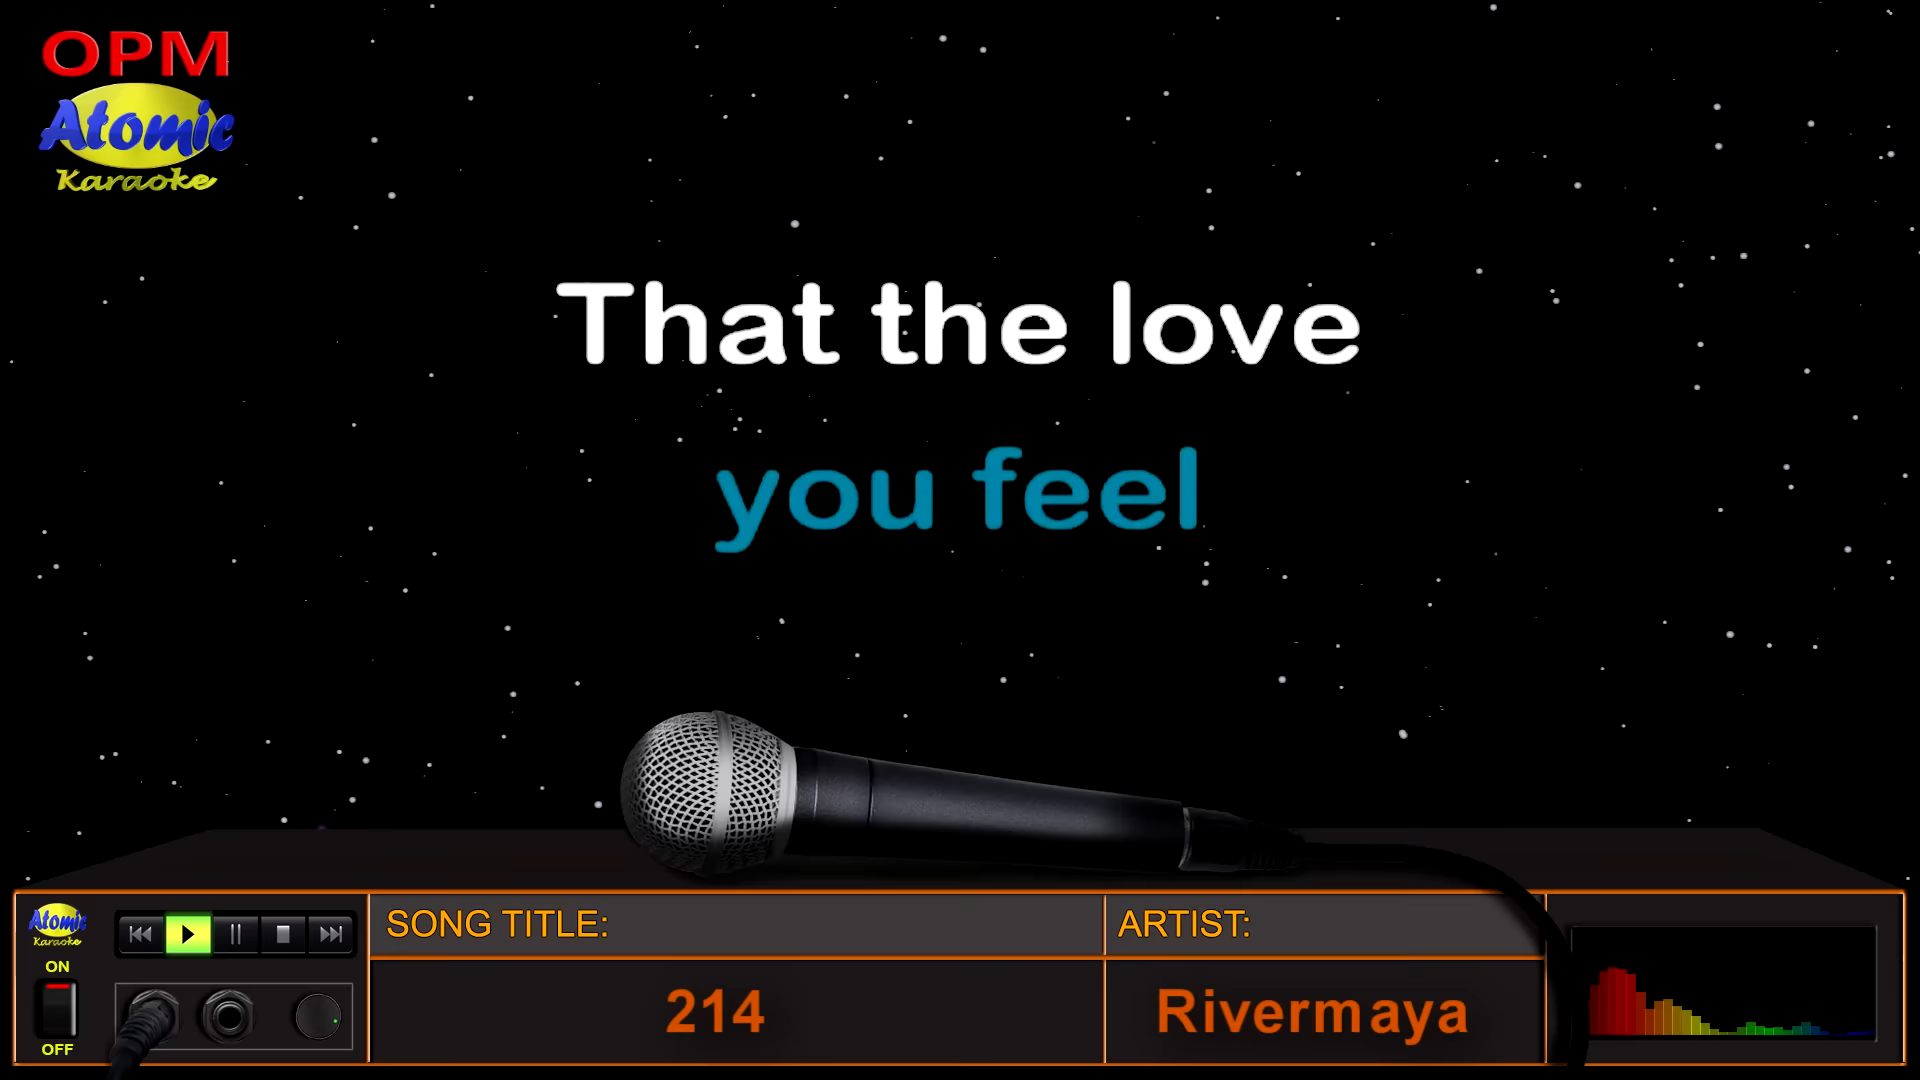 OPM
Atomic
Karaoke
That the love
you feel
Atomic
Karaoke
ON
OFF
SONG TITLE:
214
ARTIST:
Rivermaya